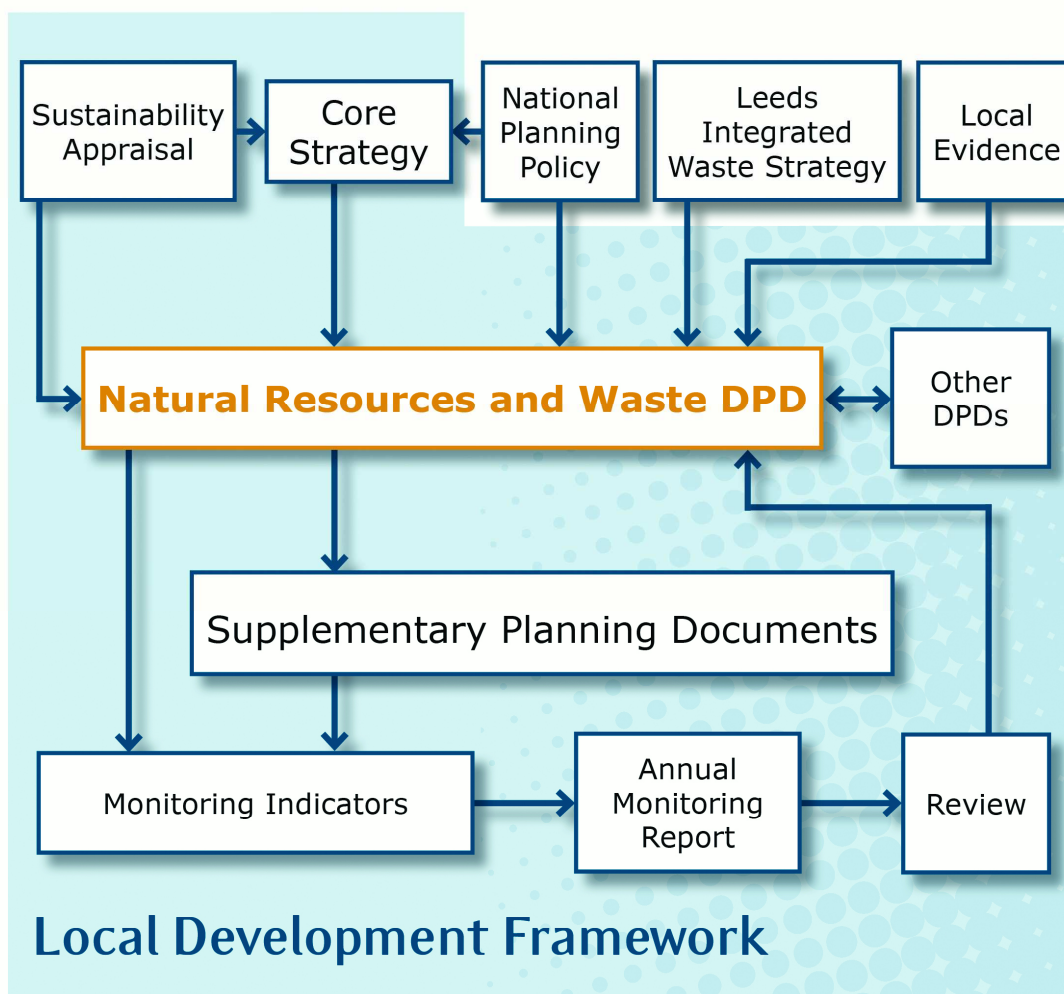 Sustainability
Appraisal
Core
Strategy
National
Planning
Policy
Leeds
Integrated
Waste Strategy
Local
Evidence
Natural Resources and Waste DPD
Other
DPDs
Supplementary Planning Documents
Monitoring Indicators
Annual
Monitoring
Report
Review
Local Development Framework